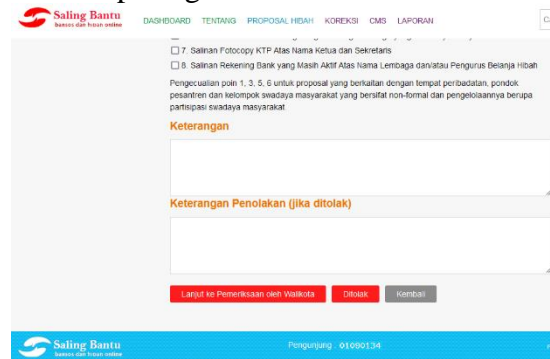 Saling Bantu
bansos dan hibah online
DASHBOARD TENTANG PROPOSAL HIBAH KOREKSI CMS LAPORAN
7. Salinan Fotocopy KTP Atas Nama Ketua dan Sekretaris
8. Salinan Rekening Bank yang Masih Aktif Atas Nama Lembaga dan/atau Pengurus Belanja Hibah
Pengecualian poin 1, 3, 5, 6 untuk proposal yang berkaitan dengan tempat peribadatan, pondok
pesantren dan kelompok swadaya masyarakat yang bersifat non-formal dan pengelolaannya berupa
partisipasi swadaya masyarakat
Keterangan
Keterangan Penolakan (jika ditolak)
Lanjut ke Pemeriksaan oleh Walikota Ditolak Kembali
Saling Bantu
bansos dan hibah online
Pengunjung : 01090134